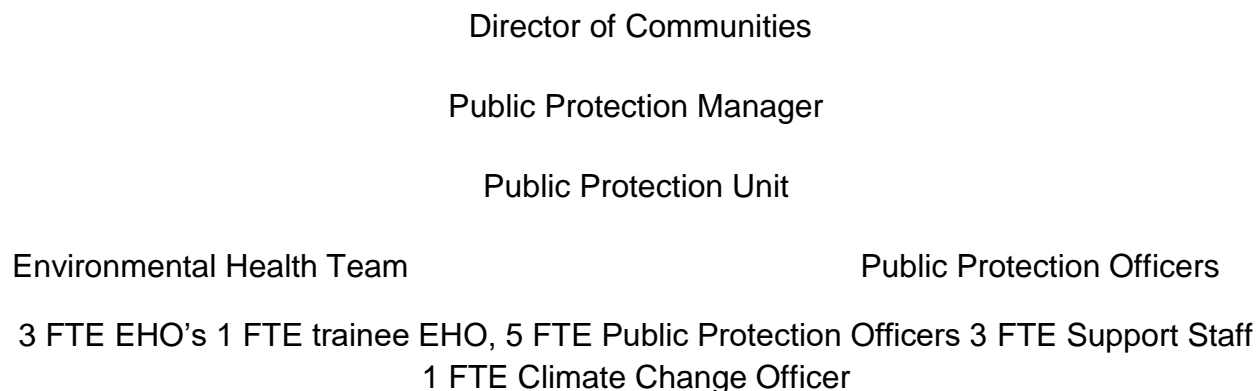 Director of Communities
Public Protection Manager
Public Protection Unit
Environmental Health Team Public Protection Officers
3 FTE EHO’s 1 FTE trainee EHO, 5 FTE Public Protection Officers 3 FTE Support Staff
1 FTE Climate Change Officer